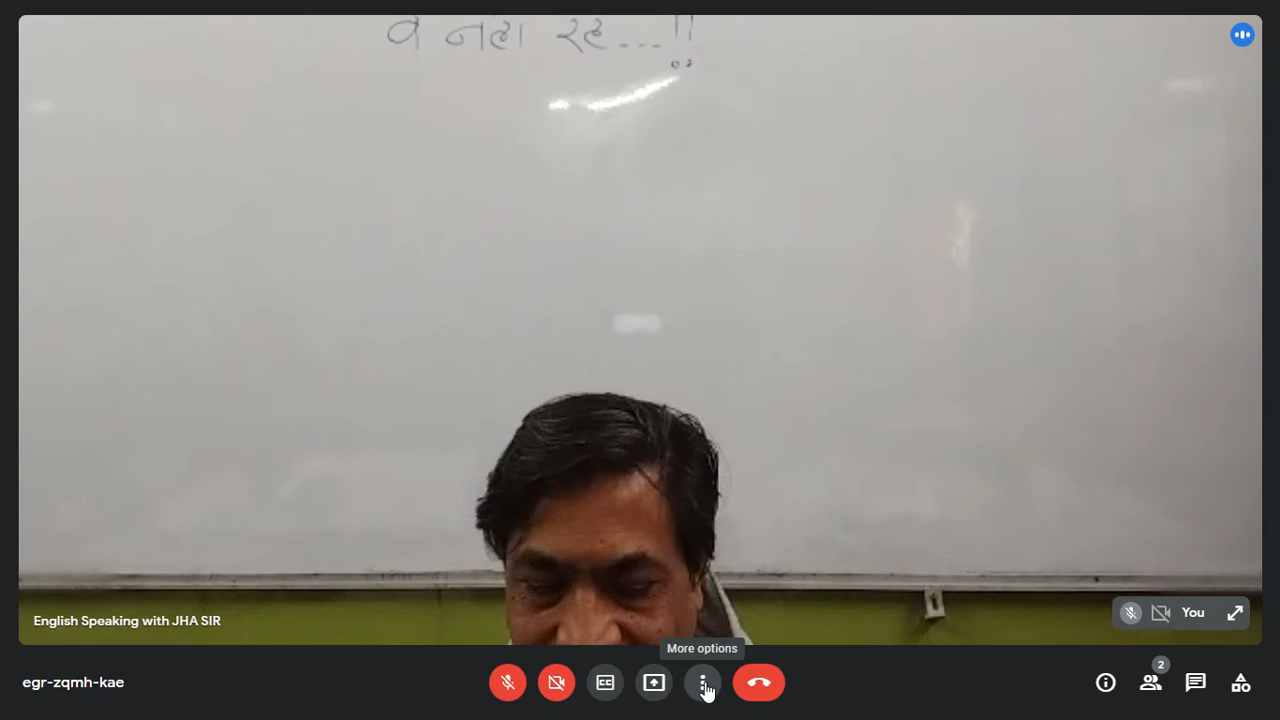 वे नहीं रहे...!!
English Speaking with JHA SIR
You
More options
egr-zqmh-kae
2